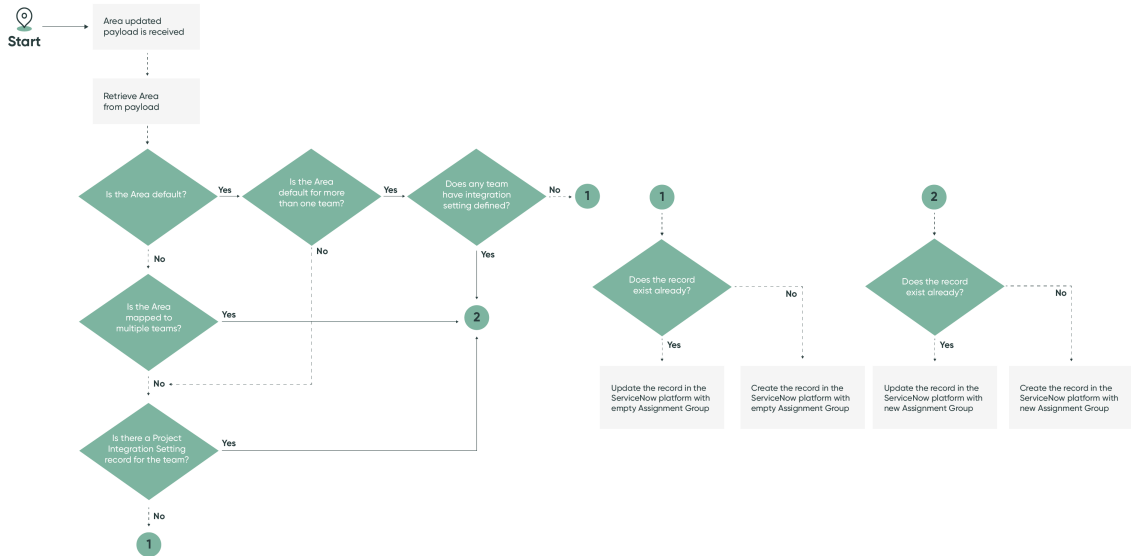 Start
Area updated
payload is received
Retrieve Area
from payload
Is the Area default?
Yes
Is the Area
default for more
than one team?
Yes
Does any team
have integration
setting defined?
No
1
No
No
Yes
Is the Area
mapped to
multiple teams?
Yes
2
No
Is there a Project
Integration Setting
record for the team?
Yes
No
1
1
Does the record
exist already?
No
Yes
Update the record in the
ServiceNow platform with
empty Assignment Group
Create the record in the
ServiceNow platform with
empty Assignment Group
2
Does the record
exist already?
No
Yes
Update the record in the
ServiceNow platform with
new Assignment Group
Create the record in the
ServiceNow platform with
new Assignment Group